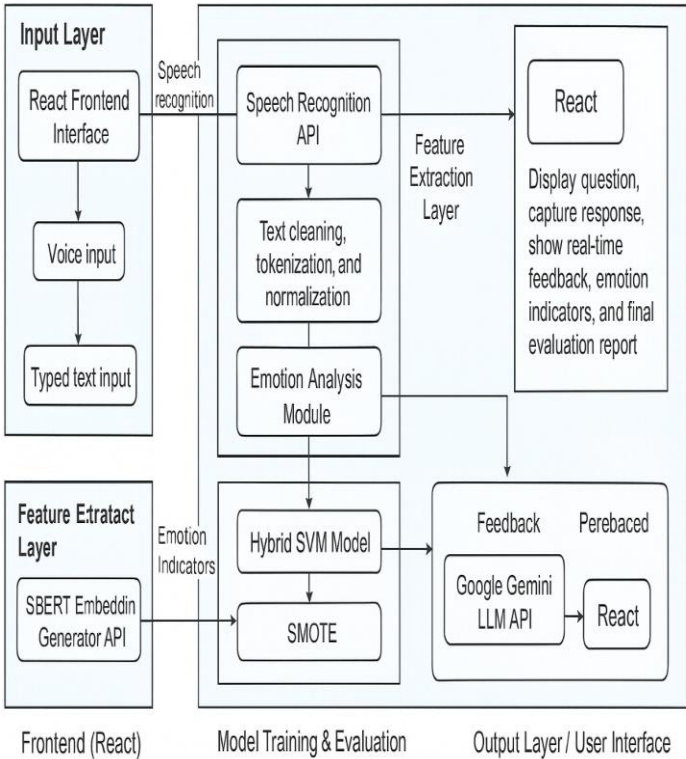 Input Layer
React Frontend
Interface
Voice input
Typed text input
Speech
recognition
Speech Recognition
API
Text cleaning,
tokenization, and
normalization
Emotion Analysis
Module
Feature
Extraction
Layer
React
Display question,
capture response,
show real-time
feedback, emotion
indicators, and final
evaluation report
Feature Extratact
Layer
SBERT Embeddin
Generator API
Emotion
Indicators
Hybrid SVM Model
SMOTE
Feedback Perebaced
Google Gemini
LLM API
React
Frontend (React)
Model Training & Evaluation
Output Layer / User Interface